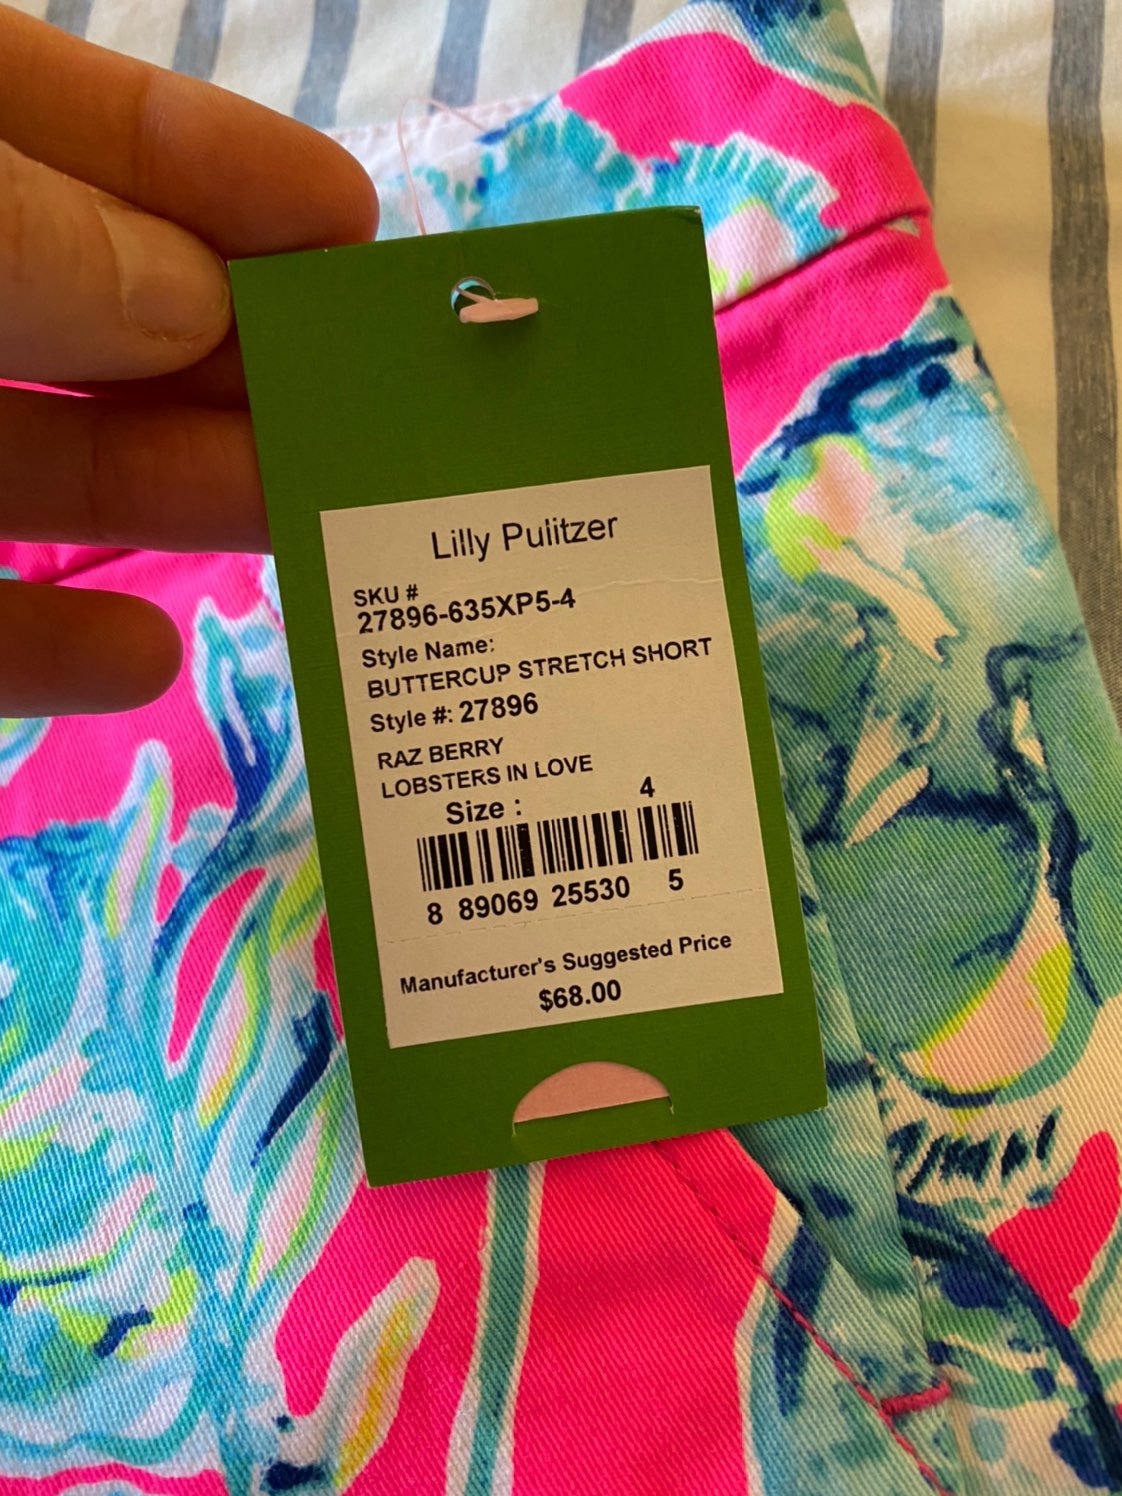 Lilly Pulitzer
SKU #
27896-635XP5-4
Style Name:
BUTTERCUP STRETCH SHORT
Style #: 27896
RAZ BERRY
LOBSTERS IN LOVE
Size : 4
8 89069 25530 5
Manufacturer's Suggested Price
$68.00